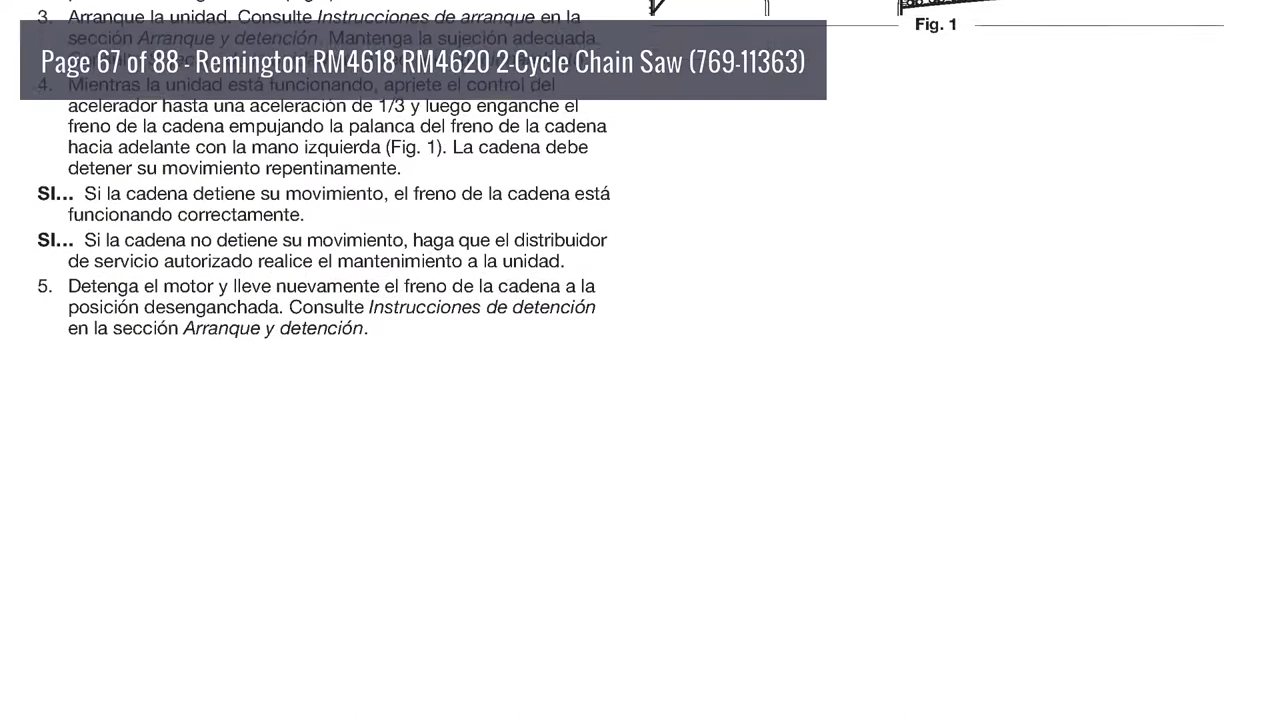 3. Arranque la unidad. Consulte Instrucciones de arranque en la
sección Arranque y detención. Mantenga la sujeción adecuada.
Page 67 of 88 - Remington RM4618 RM4620 2-Cycle Chain Saw (769-11363)
4. Mientras la unidad está funcionando, apriete el control del
acelerador hasta una aceleración de 1/3 y luego enganche el
freno de la cadena empujando la palanca del freno de la cadena
hacia adelante con la mano izquierda (Fig. 1). La cadena debe
detener su movimiento repentinamente.
SI... Si la cadena detiene su movimiento, el freno de la cadena está
funcionando correctamente.
SI... Si la cadena no detiene su movimiento, haga que el distribuidor
de servicio autorizado realice el mantenimiento a la unidad.
5. Detenga el motor y lleve nuevamente el freno de la cadena a la
posición desenganchada. Consulte Instrucciones de detención
en la sección Arranque y detención.
Fig. 1